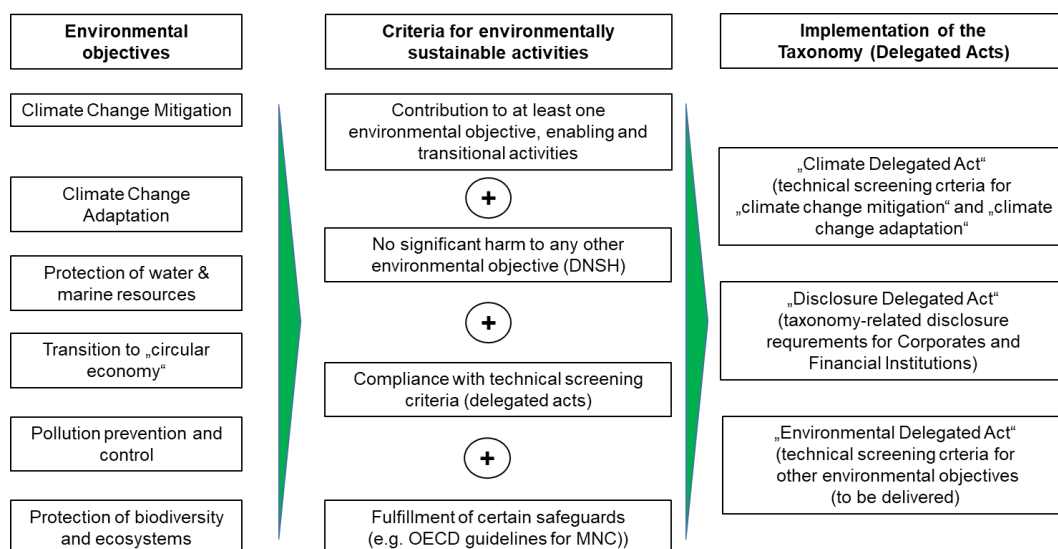 Environmental
objectives
Climate Change Mitigation
Climate Change
Adaptation
Protection of water &
marine resources
Transition to „circular
economy“
Pollution prevention and
control
Protection of biodiversity
and ecosystems
Criteria for environmentally
sustainable activities
Contribution to at least one
environmental objective, enabling and
transitional activities
+
No significant harm to any other
environmental objective (DNSH)
+
Compliance with technical screening
criteria (delegated acts)
+
Fulfillment of certain safeguards
(e.g. OECD guidelines for MNC))
Implementation of the
Taxonomy (Delegated Acts)
„Climate Delegated Act“
(technical screening crtieria for
„climate change mitigation“ and „climate
change adaptation“
„Disclosure Delegated Act“
(taxonomy-related disclosure
requrements for Corporates and
Financial Institutions)
„Environmental Delegated Act“
(technical screening crtieria for
other environmental objectives
(to be delivered)